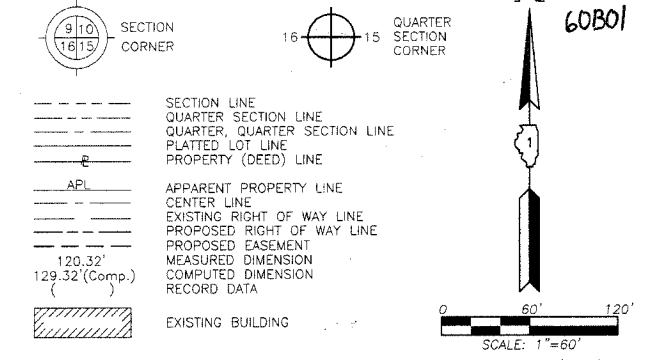 9 10 SECTION
16 15 CORNER
16 15 QUARTER
SECTION
CORNER
60B01
SECTION LINE
QUARTER SECTION LINE
QUARTER, QUARTER SECTION LINE
PLATTED LOT LINE
PL PROPERTY (DEED) LINE
APL APPARENT PROPERTY LINE
CENTER LINE
EXISTING RIGHT OF WAY LINE
PROPOSED RIGHT OF WAY LINE
PROPOSED EASEMENT
120.32' MEASURED DIMENSION
129.32'(Comp.) COMPUTED DIMENSION
( ) RECORD DATA
EXISTING BUILDING
1
0 60' 120'
SCALE: 1"=60'